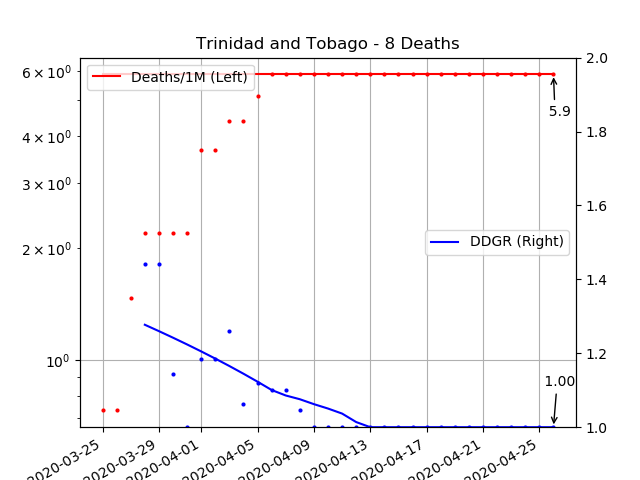 Trinidad and Tobago - 8 Deaths
Deaths/1M (Left)
DDGR (Right)
6 × 10⁰
4 × 10⁰
3 × 10⁰
2 × 10⁰
10⁰
2.0
1.8
1.6
1.4
1.2
1.0
5.9
1.00
2020-03-25
2020-03-29
2020-04-01
2020-04-05
2020-04-09
2020-04-13
2020-04-17
2020-04-21
2020-04-25